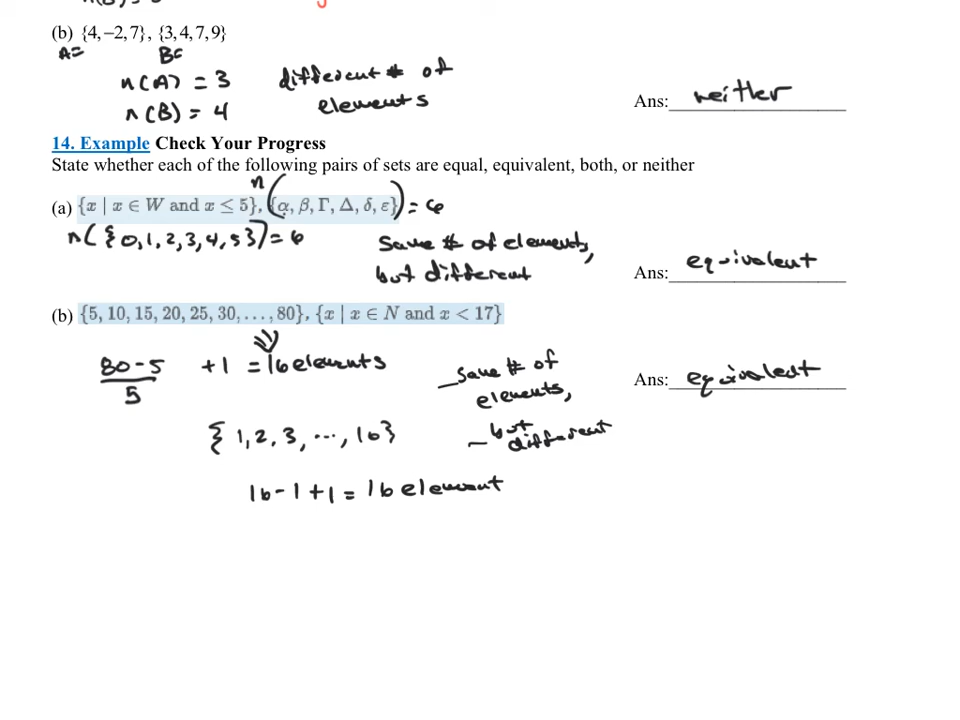 (b) {4, −2, 7}, {3, 4, 7, 9}
A= B=
n(A) = 3 different # of
n(B) = 4 elements
Ans: neither
14. Example Check Your Progress
State whether each of the following pairs of sets are equal, equivalent, both, or neither
(a) {x | x ∈ W and x ≤ 5}, n({α, β, Γ, Δ, δ, ε}) = 6
n({0,1,2,3,4,5}) = 6 same # of elements,
but different
Ans: equivalent
(b) {5, 10, 15, 20, 25, 30, . . . , 80}, {x | x ∈ N and x < 17}
80-5
5
+1 = 16 elements
– same # of
elements,
– but
different
Ans: equivalent
{1, 2, 3, ..., 16}
16-1+1 = 16 element